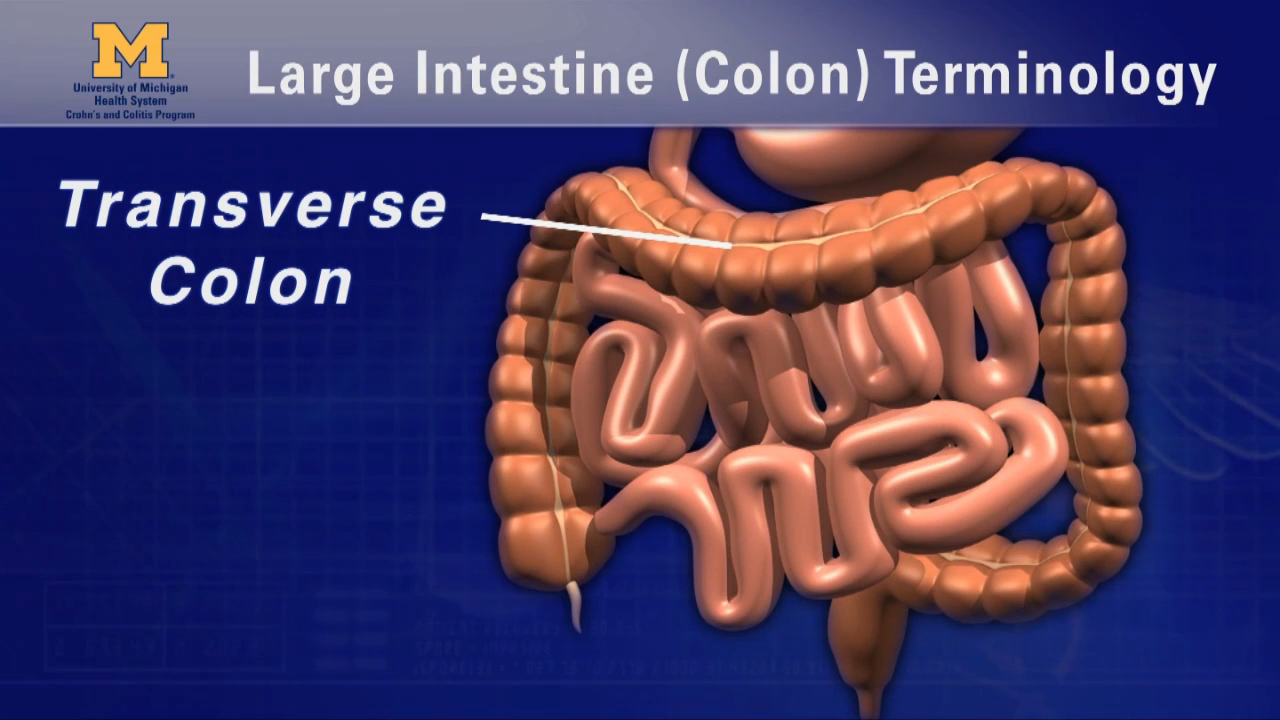 M
University of Michigan
Health System
Crohn's and Colitis Program
Large Intestine (Colon) Terminology
Transverse
Colon